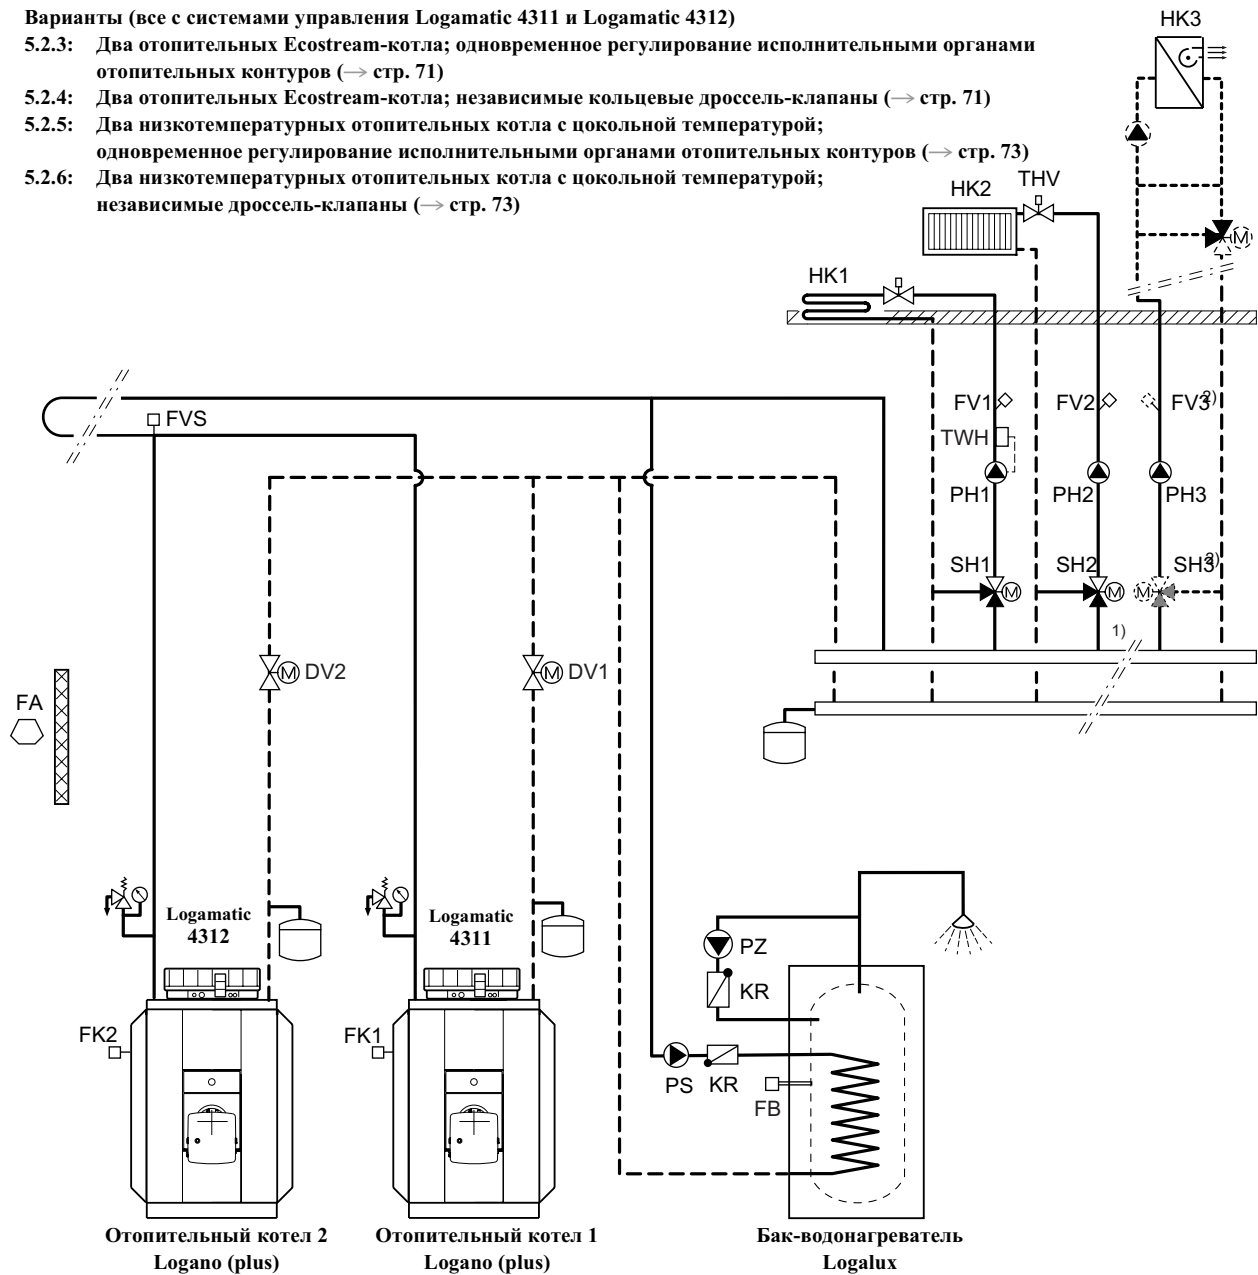 Варианты (все с системами управления Logamatic 4311 и Logamatic 4312)
5.2.3: Два отопительных Ecostream-котла; одновременное регулирование исполнительными органами
отопительных контуров (→ стр. 71)
5.2.4: Два отопительных Ecostream-котла; независимые кольцевые дроссель-клапаны (→ стр. 71)
5.2.5: Два низкотемпературных отопительных котла с цокольной температурой;
одновременное регулирование исполнительными органами отопительных контуров (→ стр. 73)
5.2.6: Два низкотемпературных отопительных котла с цокольной температурой;
независимые дроссель-клапаны (→ стр. 73)
HK3
THV
HK2
M
HK1
FVS
FV1
FV2
FV3 2)
TWH
PH1
PH2
PH3
SH1
SH2
SH3 2)
M
M
M
1)
M DV2
M DV1
FA
Logamatic
4312
Logamatic
4311
PZ
KR
FK2
FK1
PS
KR
FB
Отопительный котел 2
Logano (plus)
Отопительный котел 1
Logano (plus)
Бак-водонагреватель
Logalux